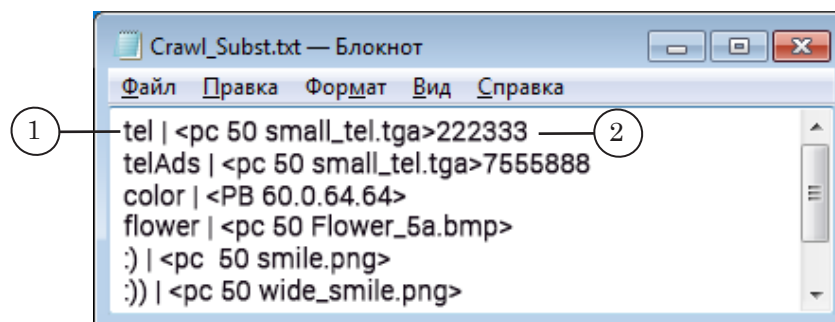 Crawl_Subst.txt — Блокнот
Файл Правка Формат Вид Справка
1 tel | <pc 50 small_tel.tga>222333 2
telAds | <pc 50 small_tel.tga>7555888
color | <PB 60.0.64.64>
flower | <pc 50 Flower_5a.bmp>
:) | <pc  50 smile.png>
:)) | <pc 50 wide_smile.png>